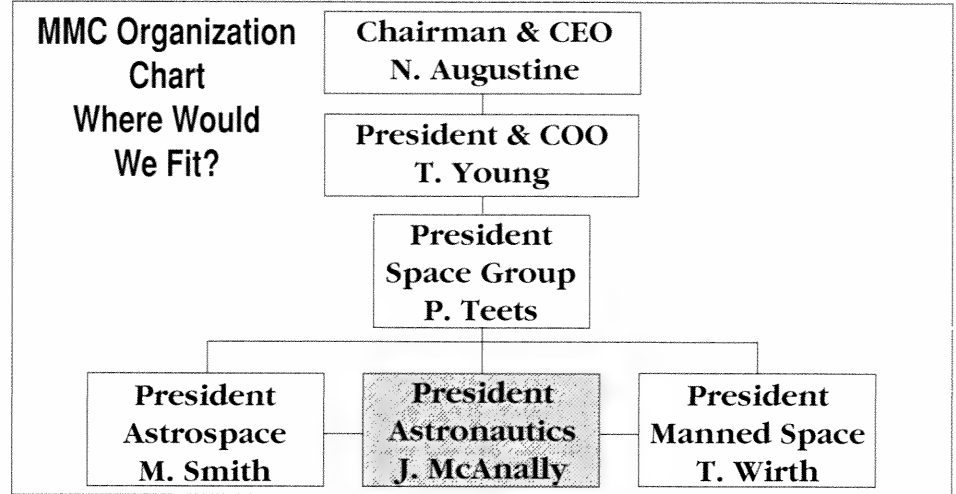 MMC Organization
Chart
Where Would
We Fit?
Chairman & CEO
N. Augustine
President & COO
T. Young
President
Space Group
P. Teets
President
Astrospace
M. Smith
President
Astronautics
J. McAnally
President
Manned Space
T. Wirth